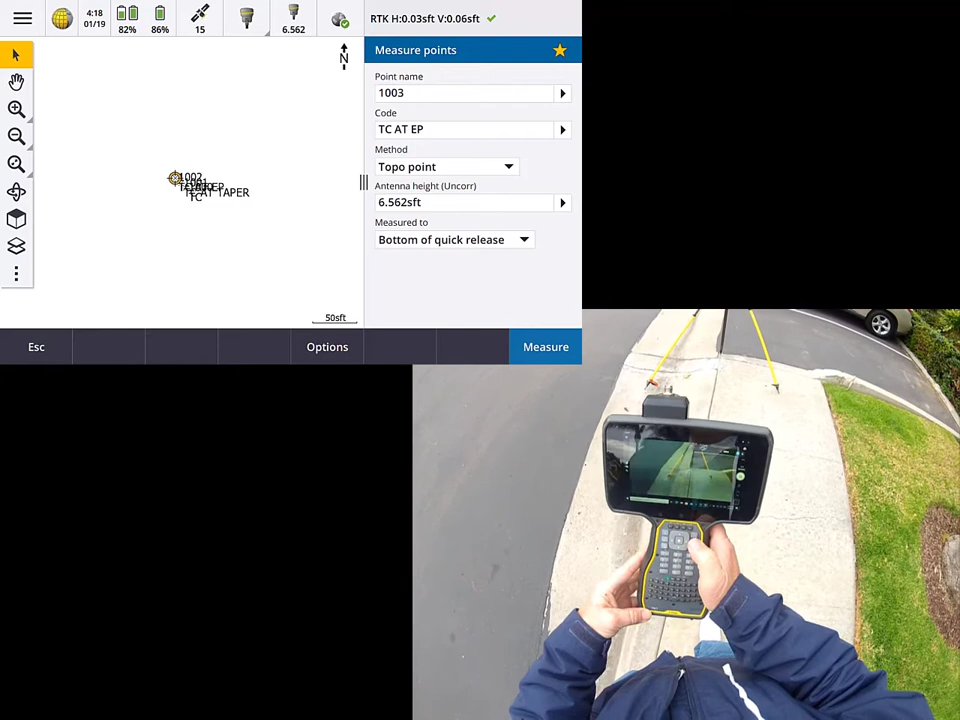 4:18
01/19
82%
86%
15
6.562
RTK H:0.03sft V:0.06sft
Measure points
N
Point name
1003
Code
TC AT EP
Method
Topo point
Antenna height (Uncorr)
6.562sft
Measured to
Bottom of quick release
1002
TC AT TAPER
TC
50sft
Esc
Options
Measure